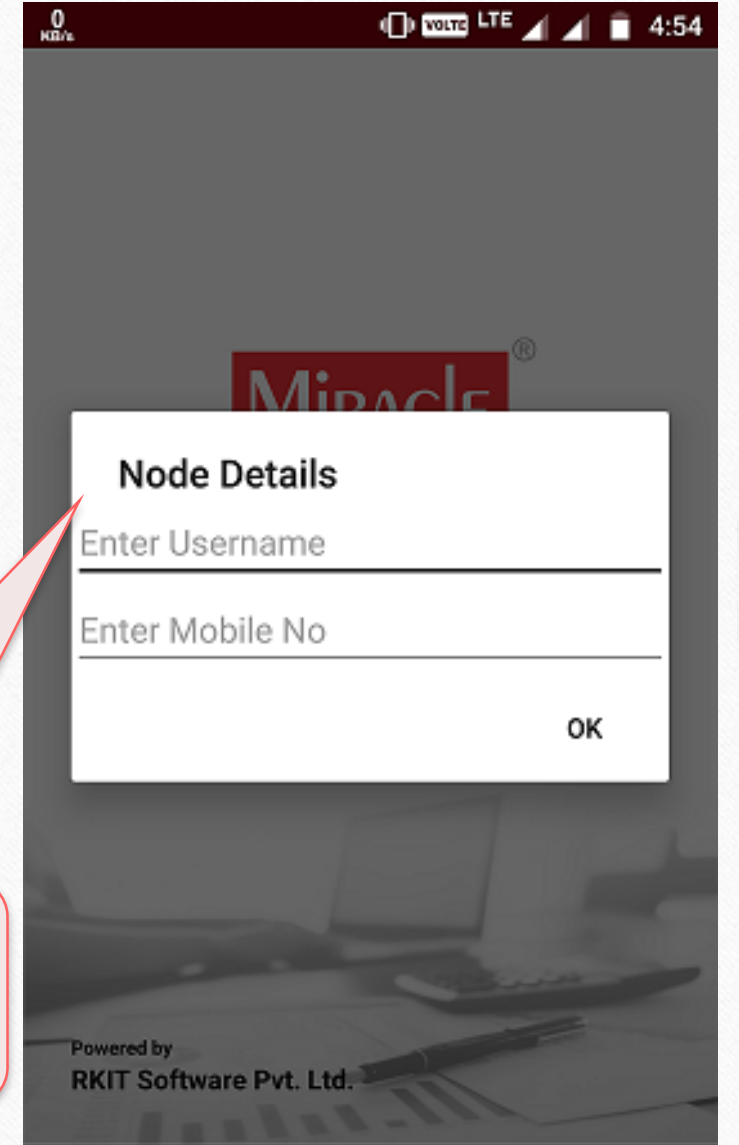 0
KB/s
VOLTE LTE 4:54
MiRAClE ®
Node Details
Enter Username
Enter Mobile No
OK
Powered by
RKIT Software Pvt. Ltd.